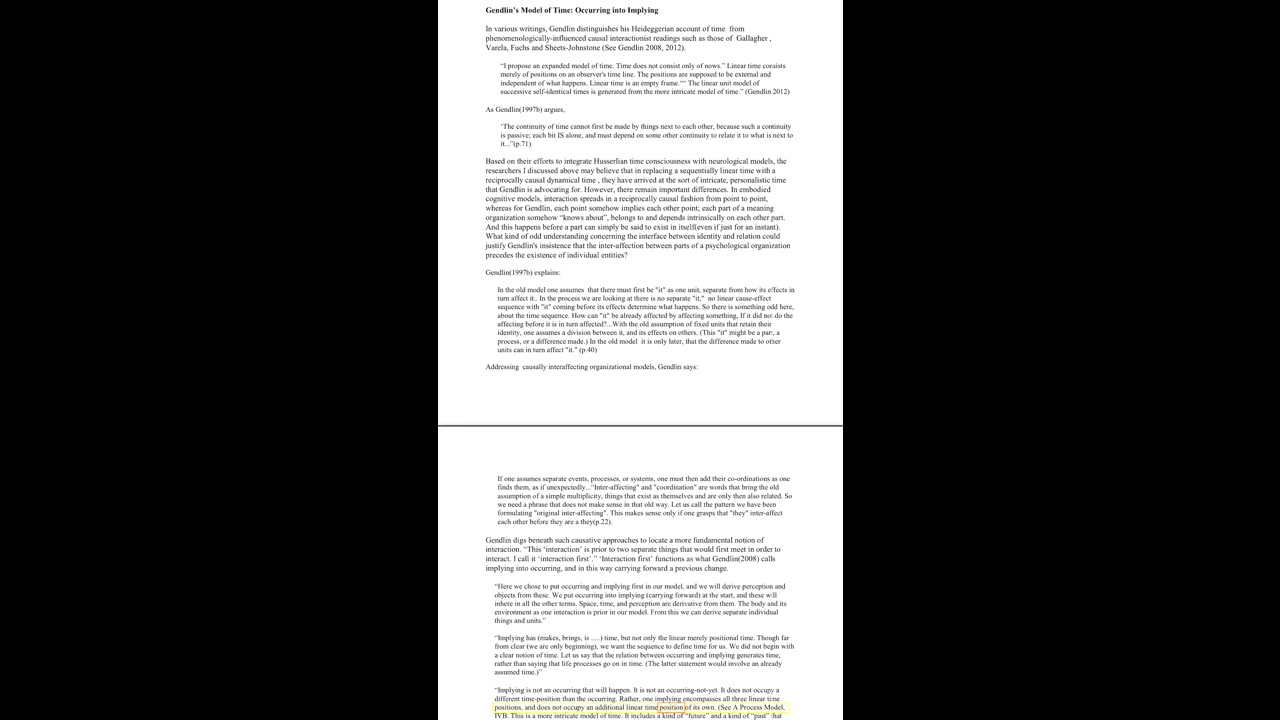 Gendlin's Model of Time: Occurring into Implying
In various writings, Gendlin distinguishes his Heideggerian account of time  from
phenomenologically-influenced causal interactionist readings such as those of  Gallagher ,
Varela, Fuchs and Sheets-Johnstone (See Gendlin 2008, 2012).
"I propose an expanded model of time. Time does not consist only of nows." Linear time consists
merely of positions on an observer's time line. The positions are supposed to be external and
independent of what happens. Linear time is an empty frame."" The linear unit model of
successive self-identical times is generated from the more intricate model of time." (Gendlin 2012)
As Gendlin(1997b) argues,
'The continuity of time cannot first be made by things next to each other, because such a continuity
is passive; each bit IS alone, and must depend on some other continuity to relate it to what is next to
it..."(p.71).
Based on their efforts to integrate Husserlian time consciousness with neurological models, the
researchers I discussed above may believe that in replacing a sequentially linear time with a
reciprocally causal dynamical time , they have arrived at the sort of intricate, personalistic time
that Gendlin is advocating for. However, there remain important differences. In embodied
cognitive models, interaction spreads in a reciprocally causal fashion from point to point,
whereas for Gendlin, each point somehow implies each other point; each part of a meaning
organization somehow "knows about", belongs to and depends intrinsically on each other part.
And this happens before a part can simply be said to exist in itself(even if just for an instant).
What kind of odd understanding concerning the interface between identity and relation could
justify Gendlin's insistence that the inter-affection between parts of a psychological organization
precedes the existence of individual entities?
Gendlin(1997b) explains:
In the old model one assumes  that there must first be "it" as one unit, separate from how its effects in
turn affect it.. In the process we are looking at there is no separate "it,"  no linear cause-effect
sequence with "it" coming before its effects determine what happens. So there is something odd here,
about the time sequence. How can "it" be already affected by affecting something, If it did not do the
affecting before it is in turn affected?...With the old assumption of fixed units that retain their
identity, one assumes a division between it, and its effects on others. (This "it" might be a part, a
process, or a difference made.) In the old model  it is only later, that the difference made to other
units can in turn affect "it." (p.40)
Addressing  causally interaffecting organizational models, Gendlin says:
If one assumes separate events, processes, or systems, one must then add their co-ordinations as one
finds them, as if unexpectedly..."Inter-affecting" and "coordination" are words that bring the old
assumption of a simple multiplicity, things that exist as themselves and are only then also related. So
we need a phrase that does not make sense in that old way. Let us call the pattern we have been
formulating "original inter-affecting". This makes sense only if one grasps that "they" inter-affect
each other before they are a they(p.22).
Gendlin digs beneath such causative approaches to locate a more fundamental notion of
interaction. "This 'interaction' is prior to two separate things that would first meet in order to
interact. I call it 'interaction first'." 'Interaction first' functions as what Gendlin(2008) calls
implying into occurring, and in this way carrying forward a previous change.
"Here we chose to put occurring and implying first in our model, and we will derive perception and
objects from these. We put occurring into implying (carrying forward) at the start, and these will
inhere in all the other terms. Space, time, and perception are derivative from them. The body and its
environment as one interaction is prior in our model. From this we can derive separate individual
things and units."
"Implying has (makes, brings, is .....) time, but not only the linear merely positional time. Though far
from clear (we are only beginning), we want the sequence to define time for us. We did not begin with
a clear notion of time. Let us say that the relation between occurring and implying generates time,
rather than saying that life processes go on in time. (The latter statement would involve an already
assumed time.)"
"Implying is not an occurring that will happen. It is not an occurring-not-yet. It does not occupy a
different time-position than the occurring. Rather, one implying encompasses all three linear time
positions, and does not occupy an additional linear time position of its own. (See A Process Model,
IVB. This is a more intricate model of time. It includes a kind of "future" and a kind of "past" that